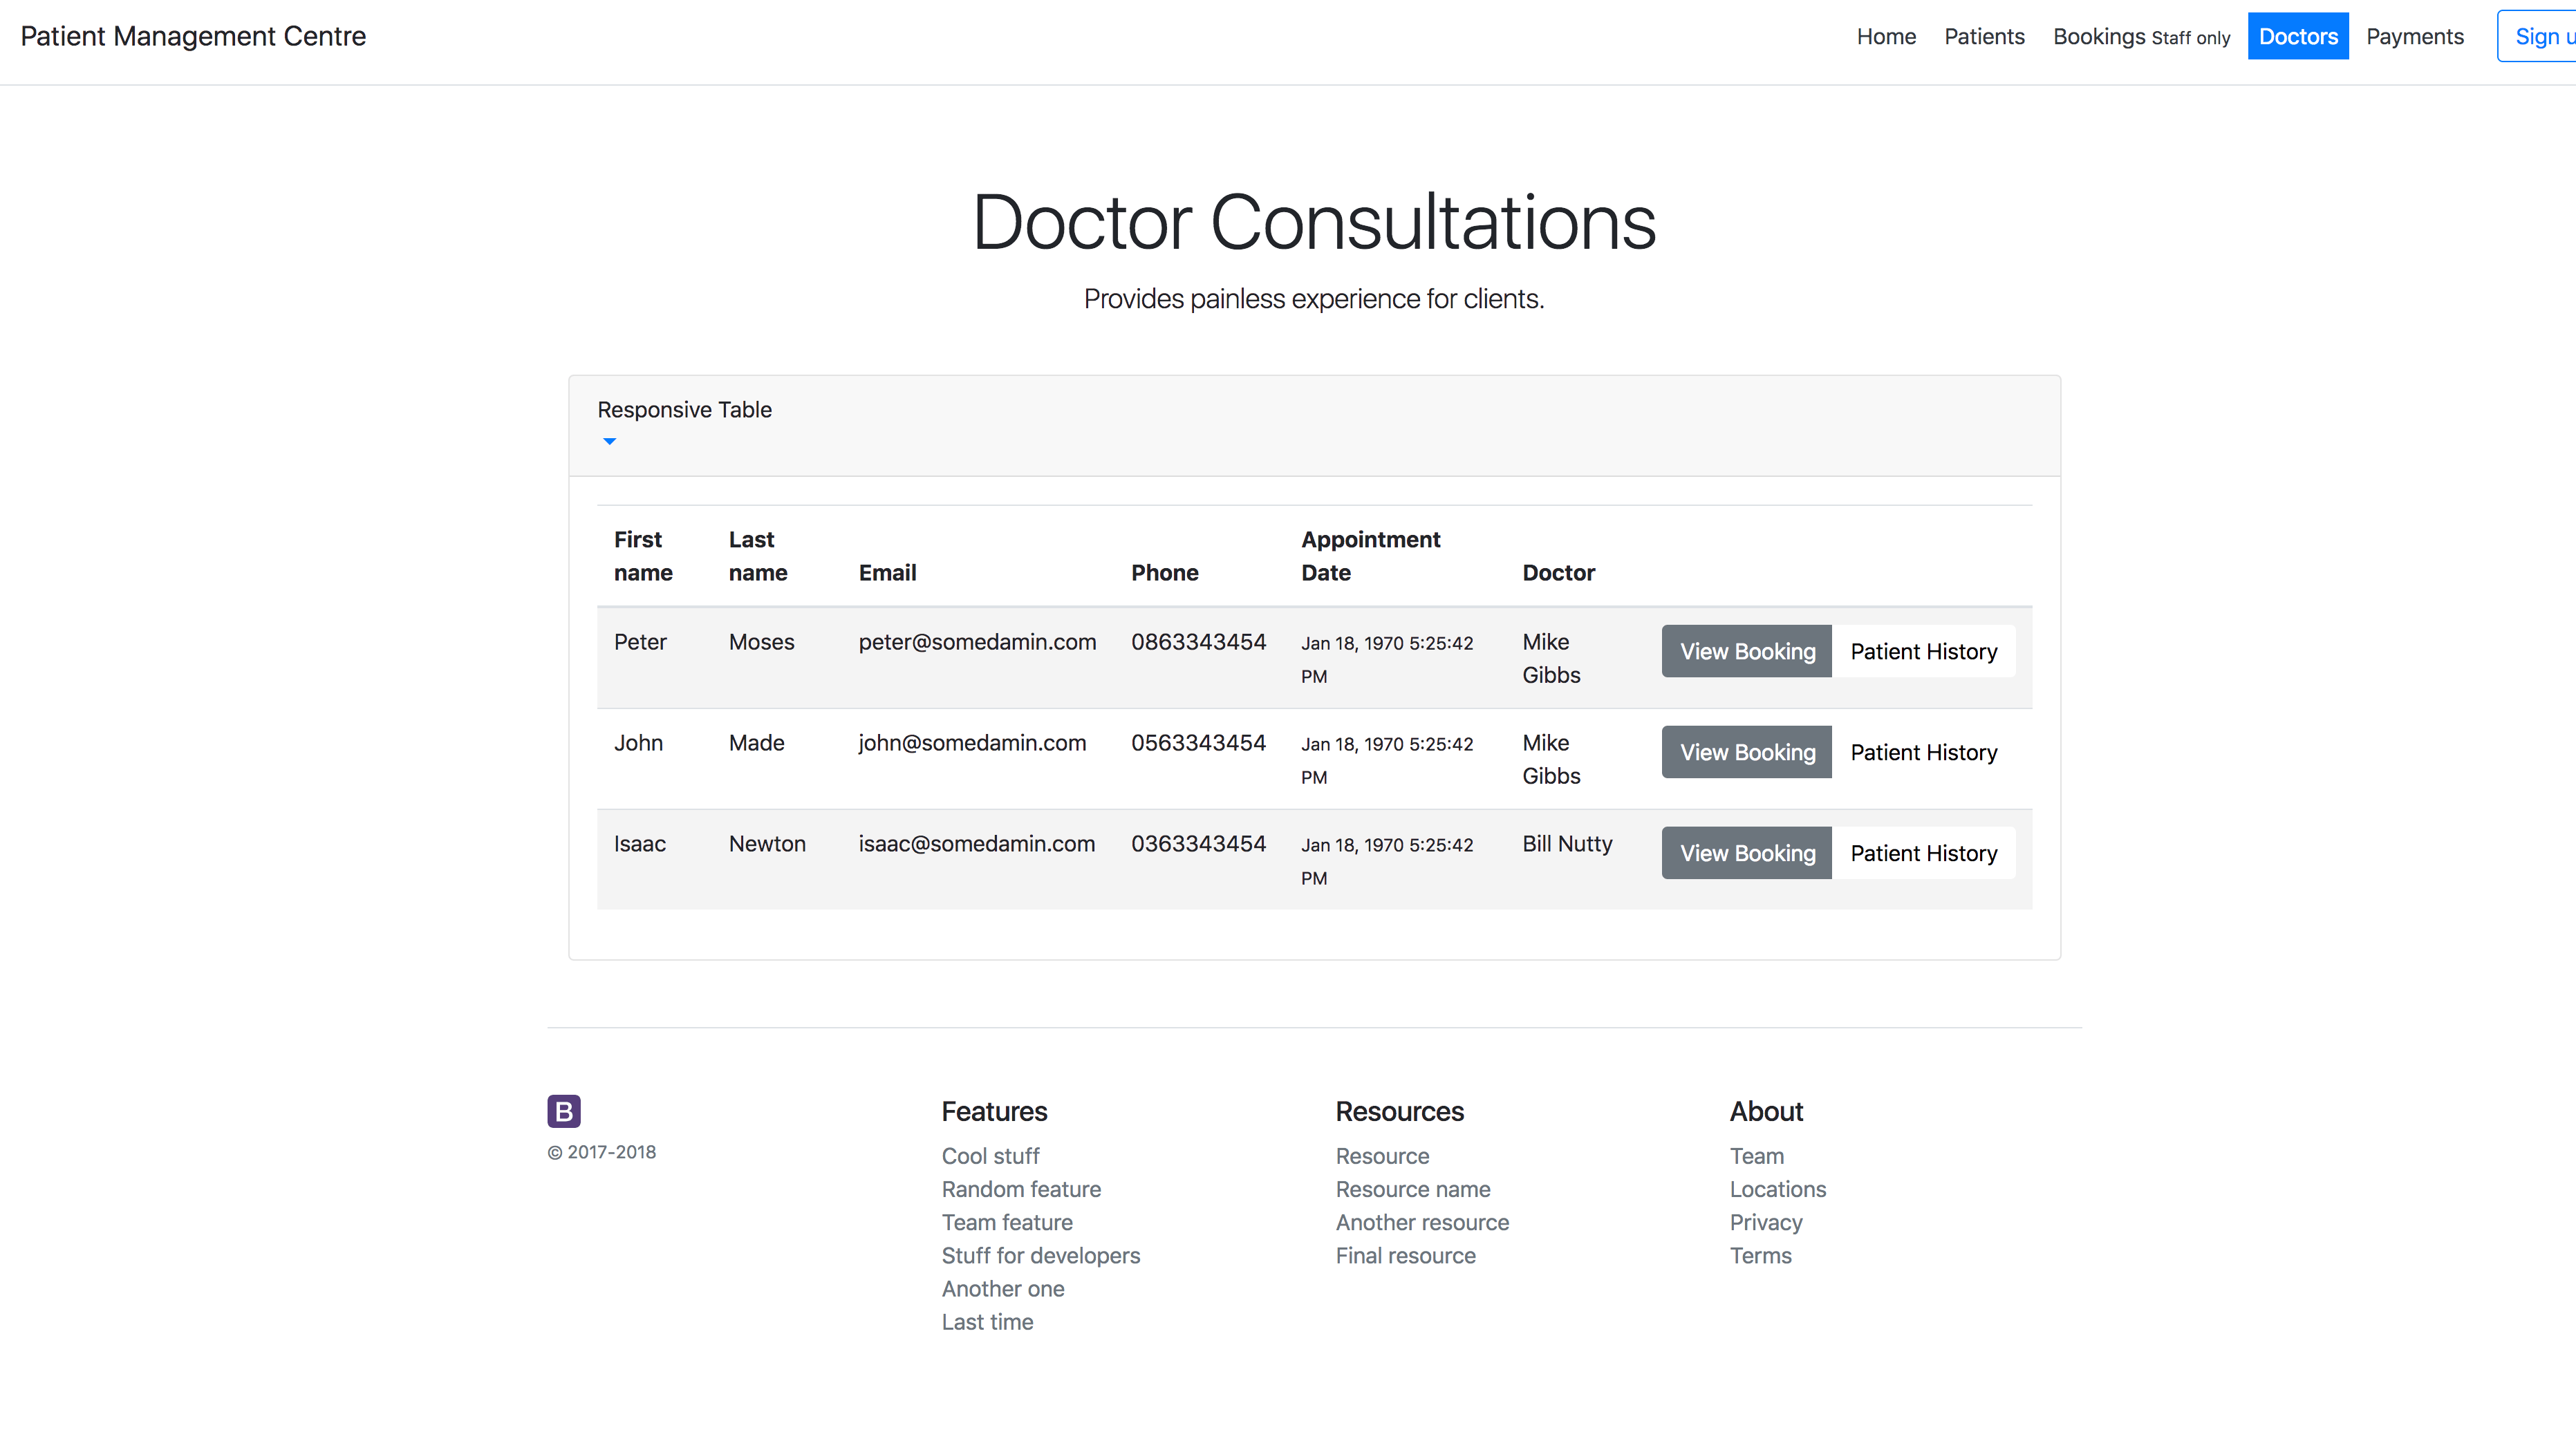 Patient Management Centre
Home Patients Bookings Staff only Doctors Payments Sign u
Doctor Consultations
Provides painless experience for clients.
Responsive Table
First name Last name Email Phone Appointment Date Doctor
Peter Moses peter@somedamin.com 0863343454 Jan 18, 1970 5:25:42 PM Mike Gibbs View Booking Patient History
John Made john@somedamin.com 0563343454 Jan 18, 1970 5:25:42 PM Mike Gibbs View Booking Patient History
Isaac Newton isaac@somedamin.com 0363343454 Jan 18, 1970 5:25:42 PM Bill Nutty View Booking Patient History
B
© 2017-2018
Features
Cool stuff
Random feature
Team feature
Stuff for developers
Another one
Last time
Resources
Resource
Resource name
Another resource
Final resource
About
Team
Locations
Privacy
Terms